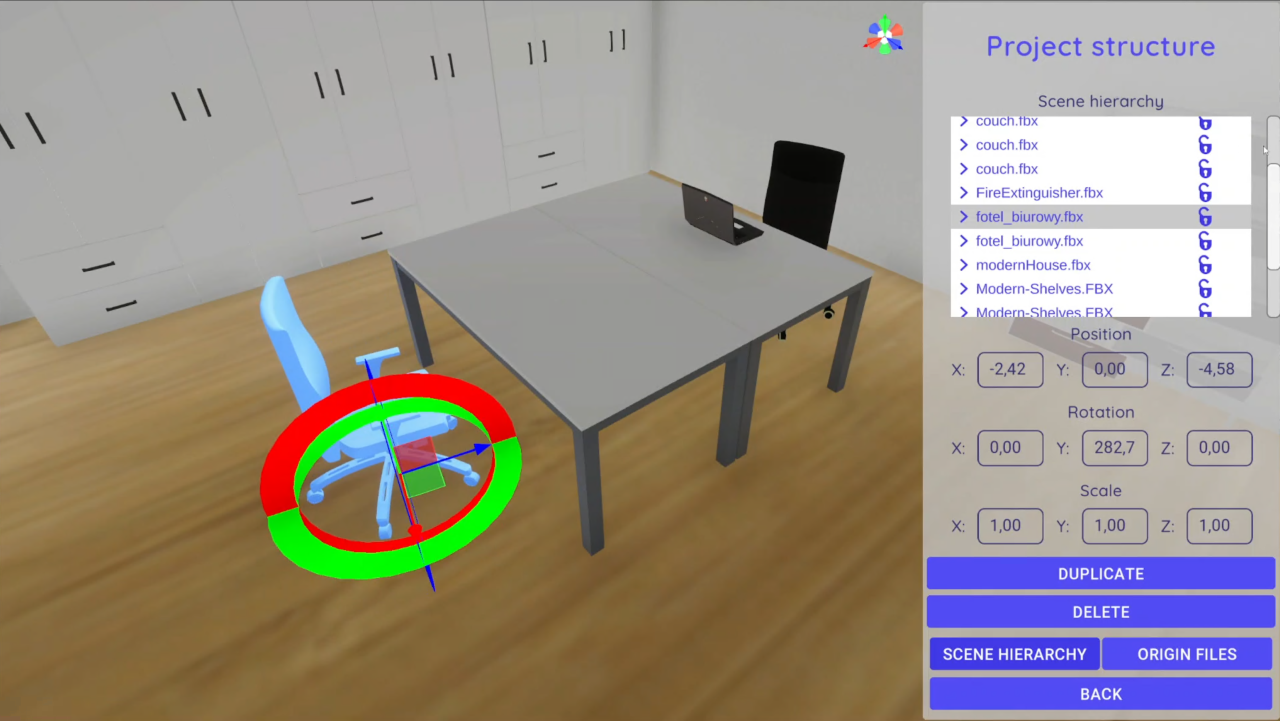 Project structure
Scene hierarchy
couch.fbx
couch.fbx
couch.fbx
FireExtinguisher.fbx
fotel_biurowy.fbx
fotel_biurowy.fbx
modernHouse.fbx
Modern-Shelves.FBX
Modern-Shelves.FBX
Position
X: -2,42 Y: 0,00 Z: -4,58
Rotation
X: 0,00 Y: 282,7 Z: 0,00
Scale
X: 1,00 Y: 1,00 Z: 1,00
DUPLICATE
DELETE
SCENE HIERARCHY ORIGIN FILES
BACK